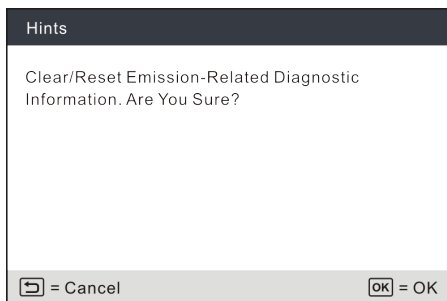 Hints
Clear/Reset Emission-Related Diagnostic
Information. Are You Sure?
= Cancel
OK = OK